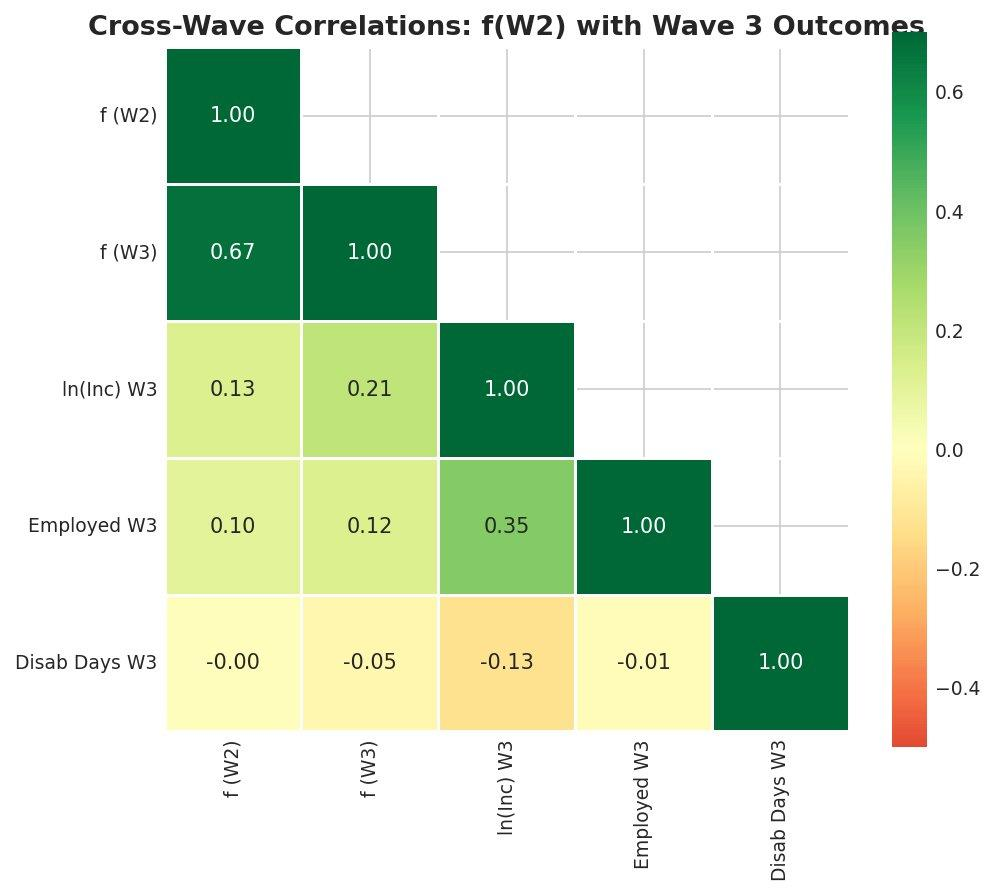 Cross-Wave Correlations: f(W2) with Wave 3 Outcomes
f (W2) 1.00
f (W3) 0.67 1.00
ln(Inc) W3 0.13 0.21 1.00
Employed W3 0.10 0.12 0.35 1.00
Disab Days W3 -0.00 -0.05 -0.13 -0.01 1.00
f (W2)
f (W3)
ln(Inc) W3
Employed W3
Disab Days W3
0.6
0.4
0.2
0.0
−0.2
−0.4